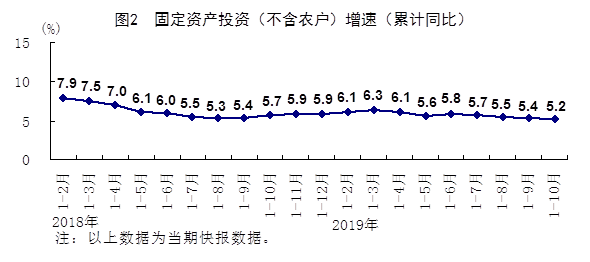 图2　固定资产投资（不含农户）增速（累计同比）
(%)
15
10
5
0
7.9 7.5 7.0 6.1 6.0 5.5 5.3 5.4 5.7 5.9 5.9 6.1 6.3 6.1 5.6 5.8 5.7 5.5 5.4 5.2
1-2月 1-3月 1-4月 1-5月 1-6月 1-7月 1-8月 1-9月 1-10月 1-11月 1-12月 1-2月 1-3月 1-4月 1-5月 1-6月 1-7月 1-8月 1-9月 1-10月
2018年 2019年
注：以上数据为当期快报数据。